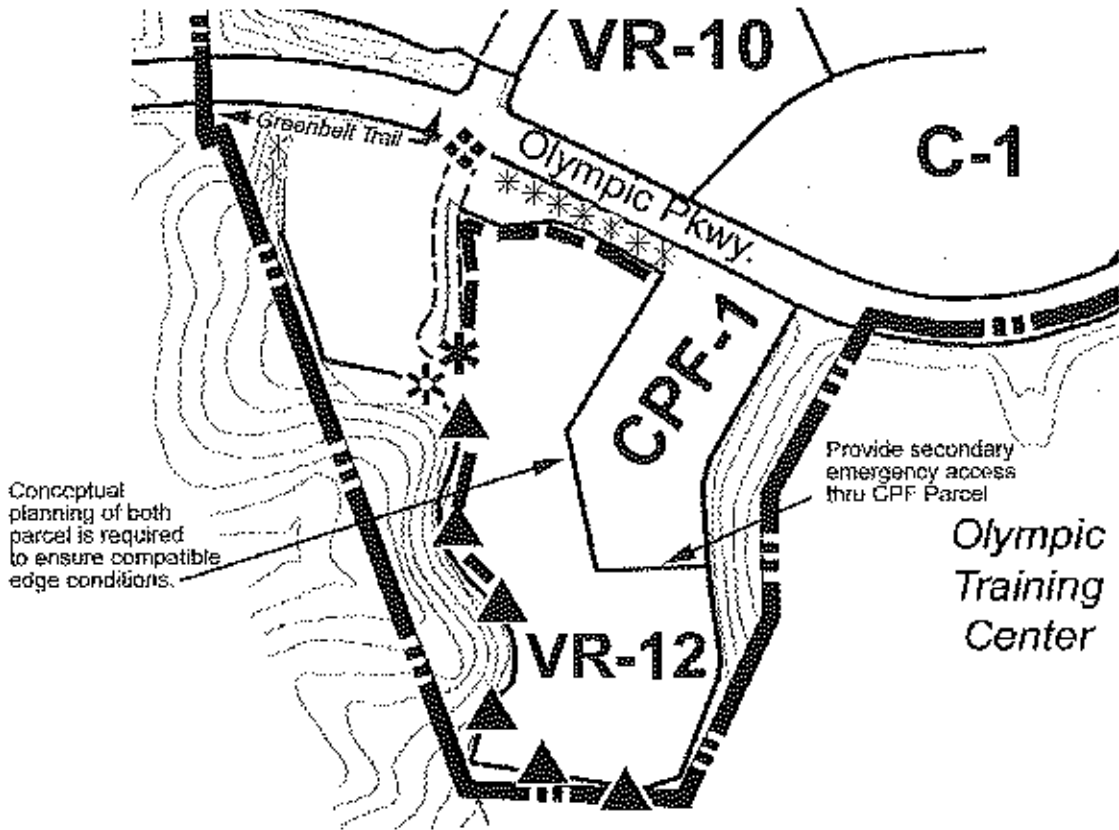 VR-10
C-1
Greenbelt Trail
Olympic Pkwy.
CPF-1
Provide secondary
emergency access
thru CPF Parcel
Conceptual
planning of both
parcel is required
to ensure compatible
edge conditions.
Olympic
Training
Center
VR-12